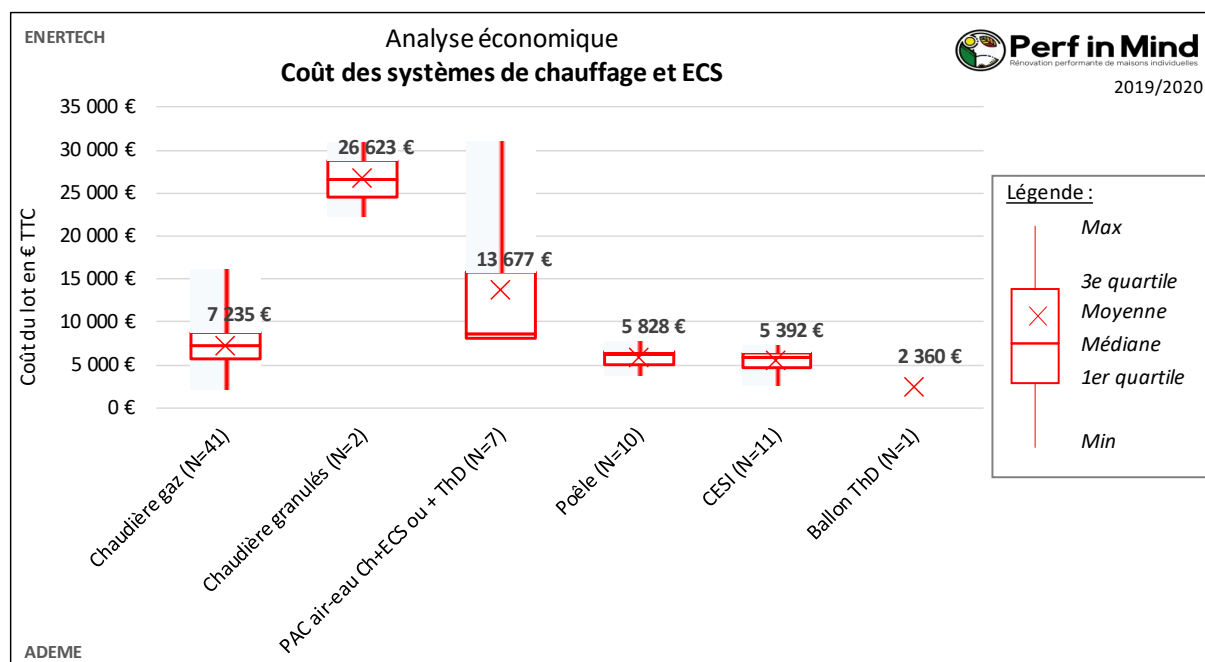 ENERTECH
Analyse économique
Coût des systèmes de chauffage et ECS
Perf in Mind
Rénovation performante de maisons individuelles
2019/2020
Coût du lot en € TTC
35 000 €
30 000 €
25 000 €
20 000 €
15 000 €
10 000 €
5 000 €
0 €
7 235 €
26 623 €
13 677 €
5 828 €
5 392 €
2 360 €
Chaudière gaz (N=41)
Chaudière granulés (N=2)
PAC air-eau Ch+ECS ou + ThD (N=7)
Poêle (N=10)
CESI (N=11)
Ballon ThD (N=1)
Légende :
Max
3e quartile
Moyenne
Médiane
1er quartile
Min
ADEME